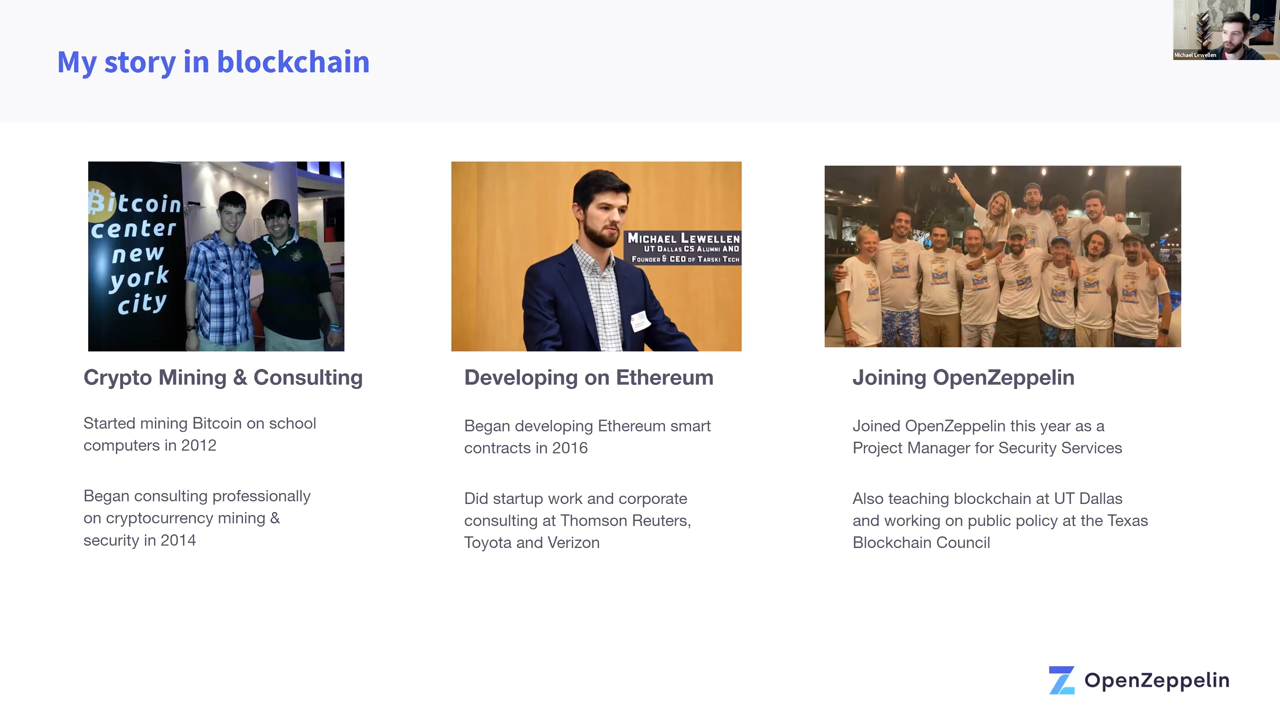 My story in blockchain
Michael Lewellen
Bitcoin
center
new
york
city
MICHAEL LEWELLEN
UT DALLAS CS ALUMNI AND
FOUNDER & CEO OF TARSKI TECH
Crypto Mining & Consulting
Started mining Bitcoin on school
computers in 2012
Began consulting professionally
on cryptocurrency mining &
security in 2014
Developing on Ethereum
Began developing Ethereum smart
contracts in 2016
Did startup work and corporate
consulting at Thomson Reuters,
Toyota and Verizon
Joining OpenZeppelin
Joined OpenZeppelin this year as a
Project Manager for Security Services
Also teaching blockchain at UT Dallas
and working on public policy at the Texas
Blockchain Council
OpenZeppelin